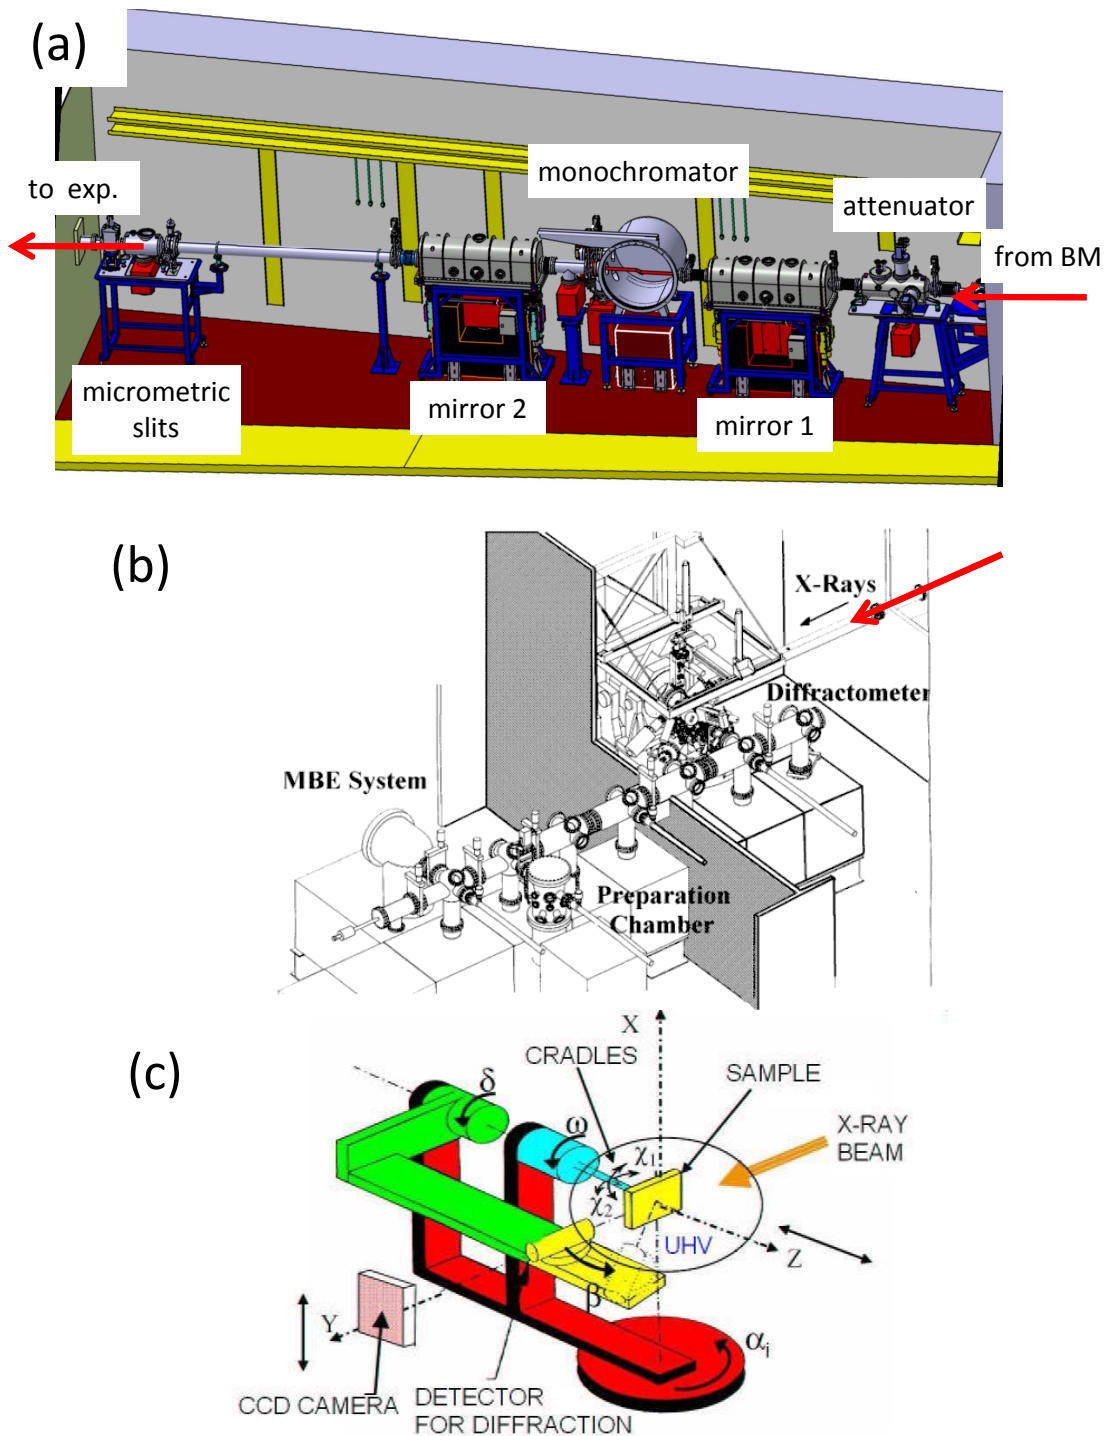 (a)
monochromator
to exp.
attenuator
from BM
micrometric
slits
mirror 2
mirror 1
(b)
X-Rays
Diffractometer
MBE System
Preparation
Chamber
(c)
X
CRADLES
SAMPLE
δ
ω
X-RAY
BEAM
χ1
χ2
UHV
Z
β
Y
αi
CCD CAMERA
DETECTOR
FOR DIFFRACTION